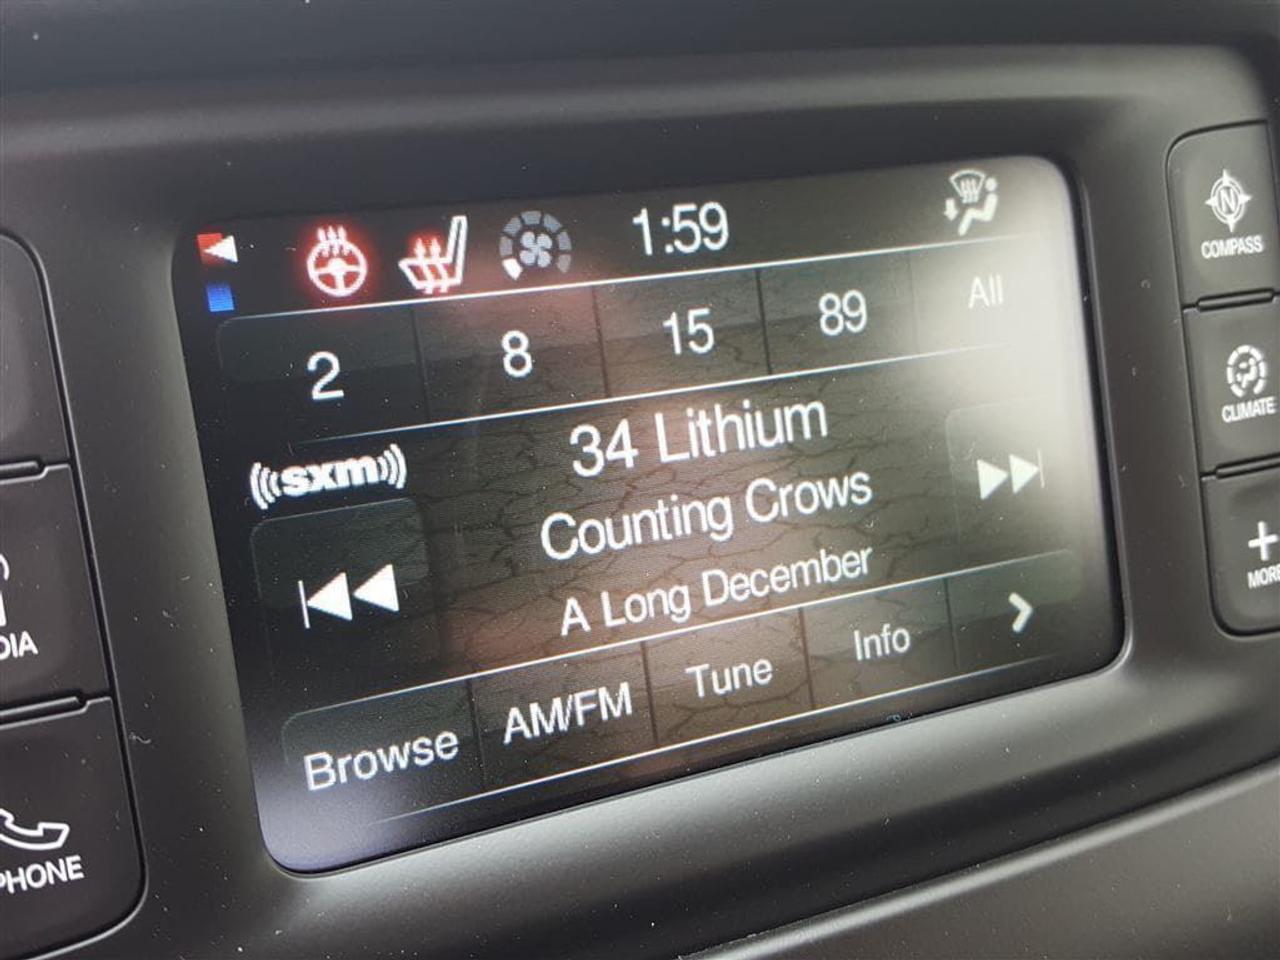 1:59
2 8 15 89 All
((sxm))
34 Lithium
Counting Crows
A Long December
Browse AM/FM Tune Info
N
COMPASS
CLIMATE
+
MORE
DIA
PHONE